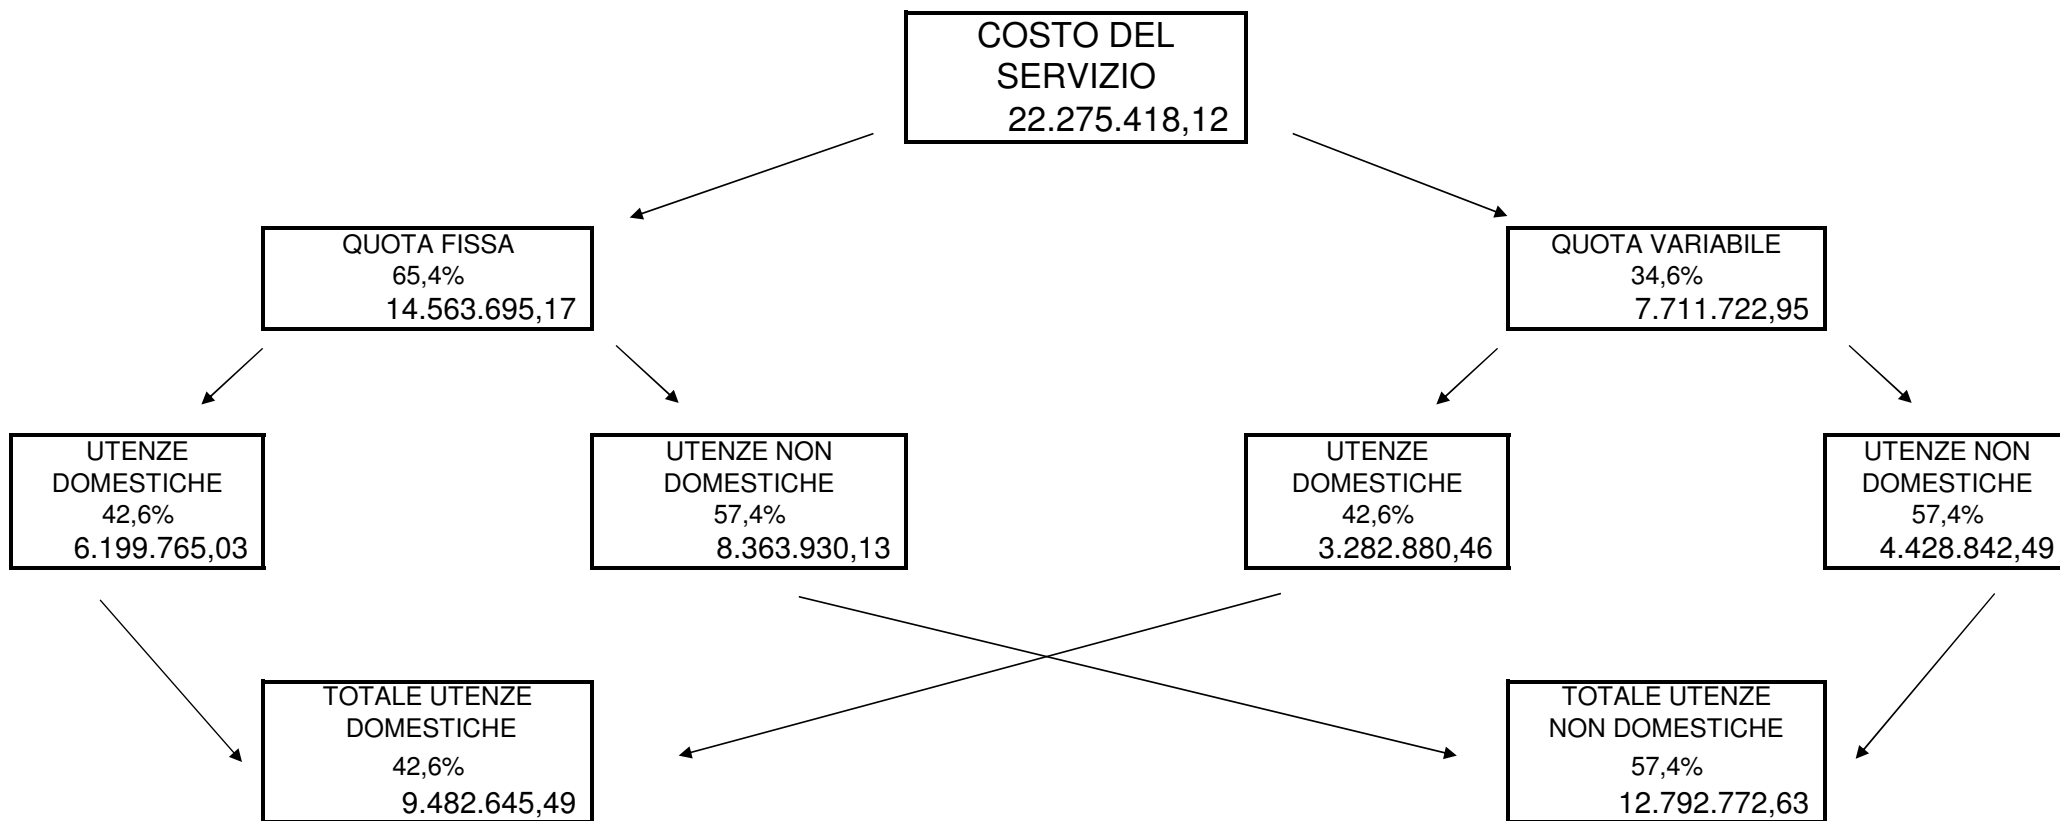 COSTO DEL
SERVIZIO
22.275.418,12
QUOTA FISSA
65,4%
14.563.695,17
QUOTA VARIABILE
34,6%
7.711.722,95
UTENZE
DOMESTICHE
42,6%
6.199.765,03
UTENZE NON
DOMESTICHE
57,4%
8.363.930,13
UTENZE
DOMESTICHE
42,6%
3.282.880,46
UTENZE NON
DOMESTICHE
57,4%
4.428.842,49
TOTALE UTENZE
DOMESTICHE
42,6%
9.482.645,49
TOTALE UTENZE
NON DOMESTICHE
57,4%
12.792.772,63